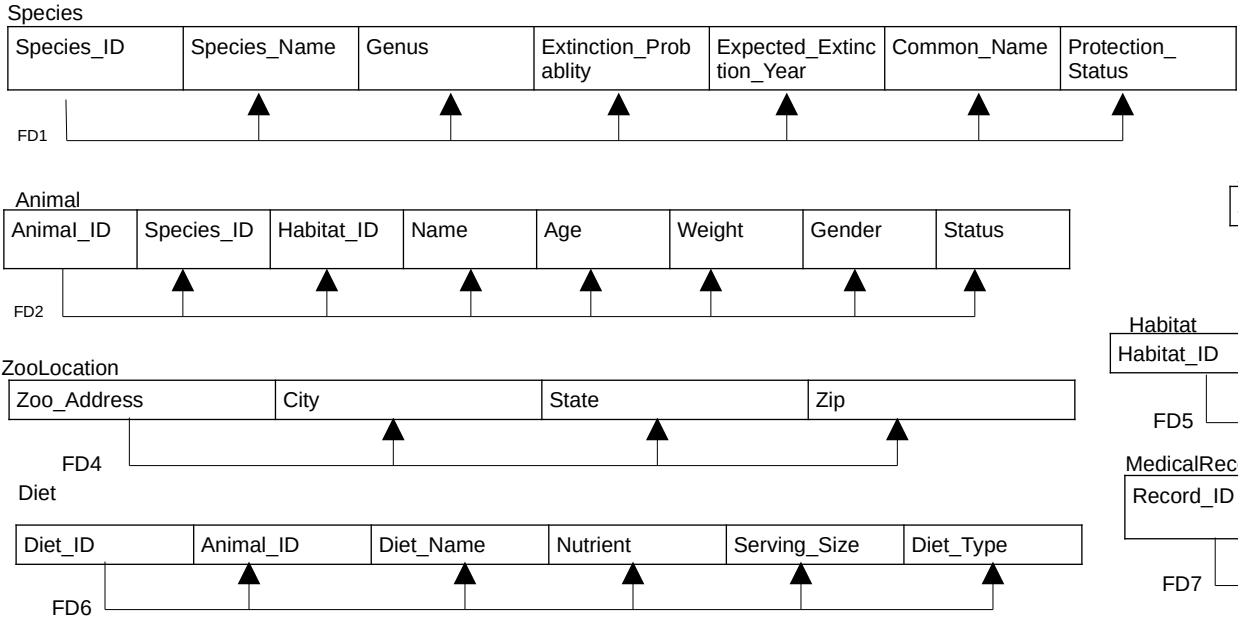 Species
Species_ID Species_Name Genus Extinction_Prob Expected_Extinc Common_Name Protection_
ablity tion_Year Status
FD1
Animal
Animal_ID Species_ID Habitat_ID Name Age Weight Gender Status
FD2
Habitat
Habitat_ID
FD5
ZooLocation
Zoo_Address City State Zip
FD4
MedicalReco
Record_ID
FD7
Diet
Diet_ID Animal_ID Diet_Name Nutrient Serving_Size Diet_Type
FD6